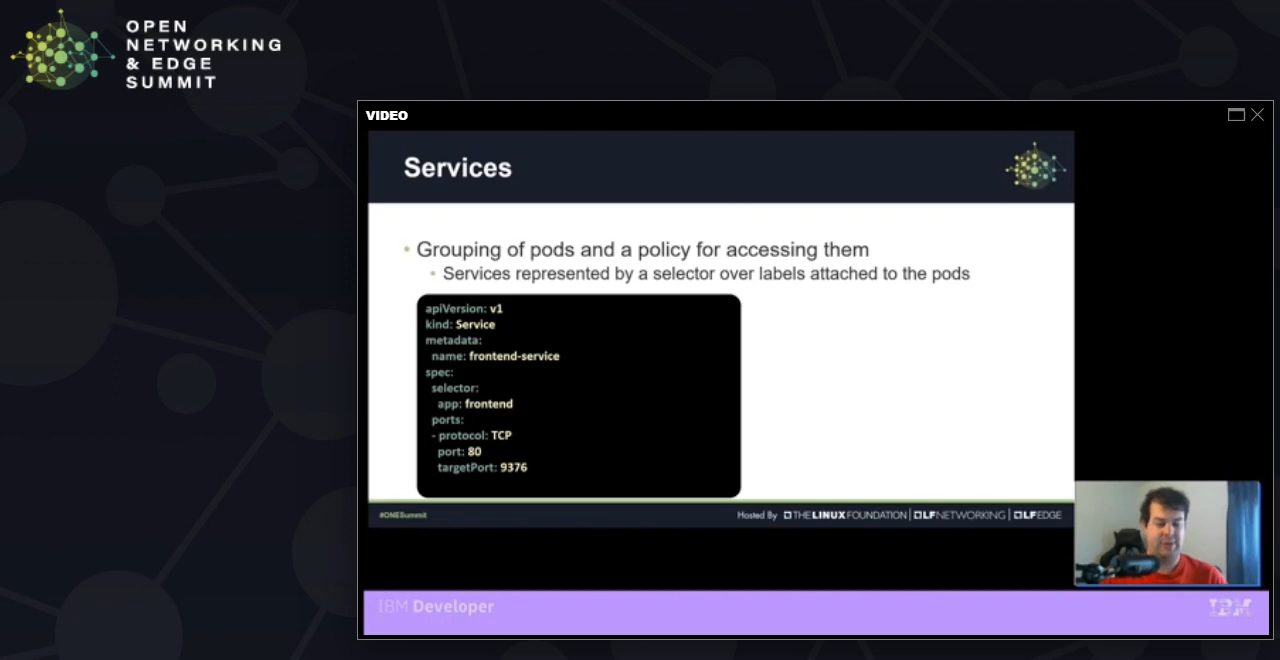 OPEN
NETWORKING
& EDGE
SUMMIT
VIDEO
Services
• Grouping of pods and a policy for accessing them
• Services represented by a selector over labels attached to the pods
apiVersion: v1
kind: Service
metadata:
name: frontend-service
spec:
selector:
app: frontend
ports:
- protocol: TCP
port: 80
targetPort: 9376
#ONESummit
Hosted By THE LINUX FOUNDATION | LFNETWORKING | LFEDGE
IBM Developer
IBM